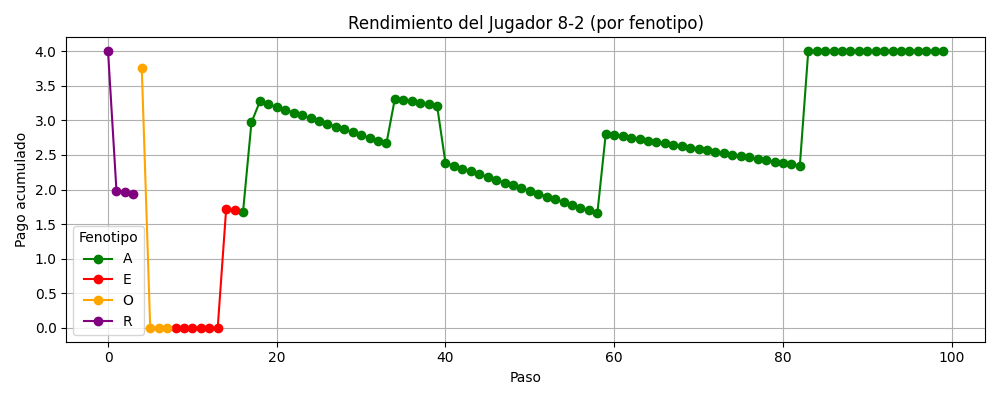 Rendimiento del Jugador 8-2 (por fenotipo)
Pago acumulado
4.0
3.5
3.0
2.5
2.0
1.5
1.0
0.5
0.0
Fenotipo
A
E
O
R
0 20 40 60 80 100
Paso